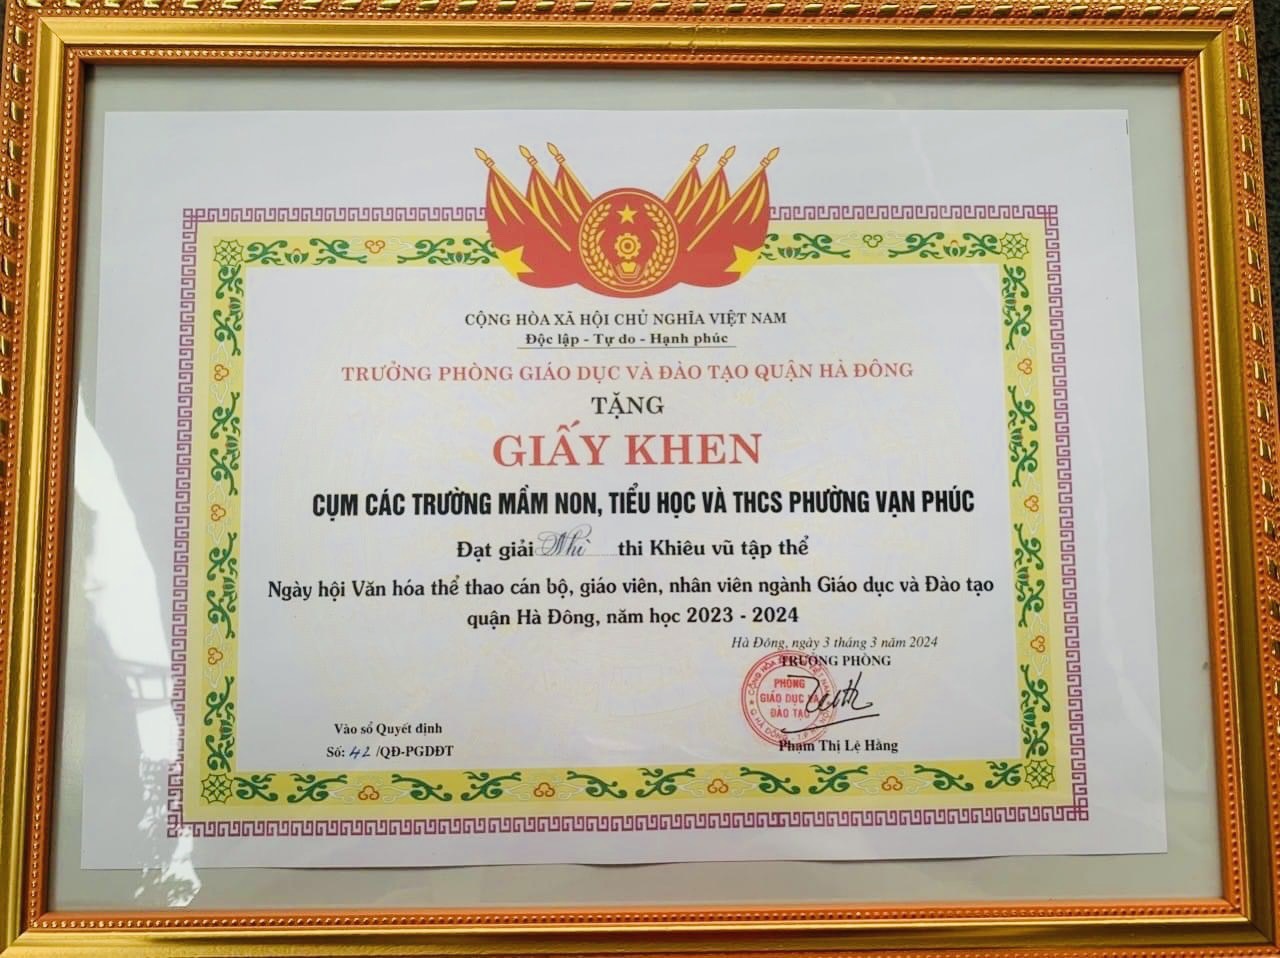 CỘNG HÒA XÃ HỘI CHỦ NGHĨA VIỆT NAM
Độc lập - Tự do - Hạnh phúc
TRƯỞNG PHÒNG GIÁO DỤC VÀ ĐÀO TẠO QUẬN HÀ ĐÔNG
TẶNG
GIẤY KHEN
CỤM CÁC TRƯỜNG MẦM NON, TIỂU HỌC VÀ THCS PHƯỜNG VẠN PHÚC
Đạt giải Nhì thi Khiêu vũ tập thể
Ngày hội Văn hóa thể thao cán bộ, giáo viên, nhân viên ngành Giáo dục và Đào tạo
quận Hà Đông, năm học 2023 - 2024
Hà Đông, ngày 3 tháng 3 năm 2024
TRƯỞNG PHÒNG
PHÒNG
GIÁO DỤC VÀ
ĐÀO TẠO
Phạm Thị Lệ Hằng
Vào sổ Quyết định
Số: 42 /QĐ-PGDĐT